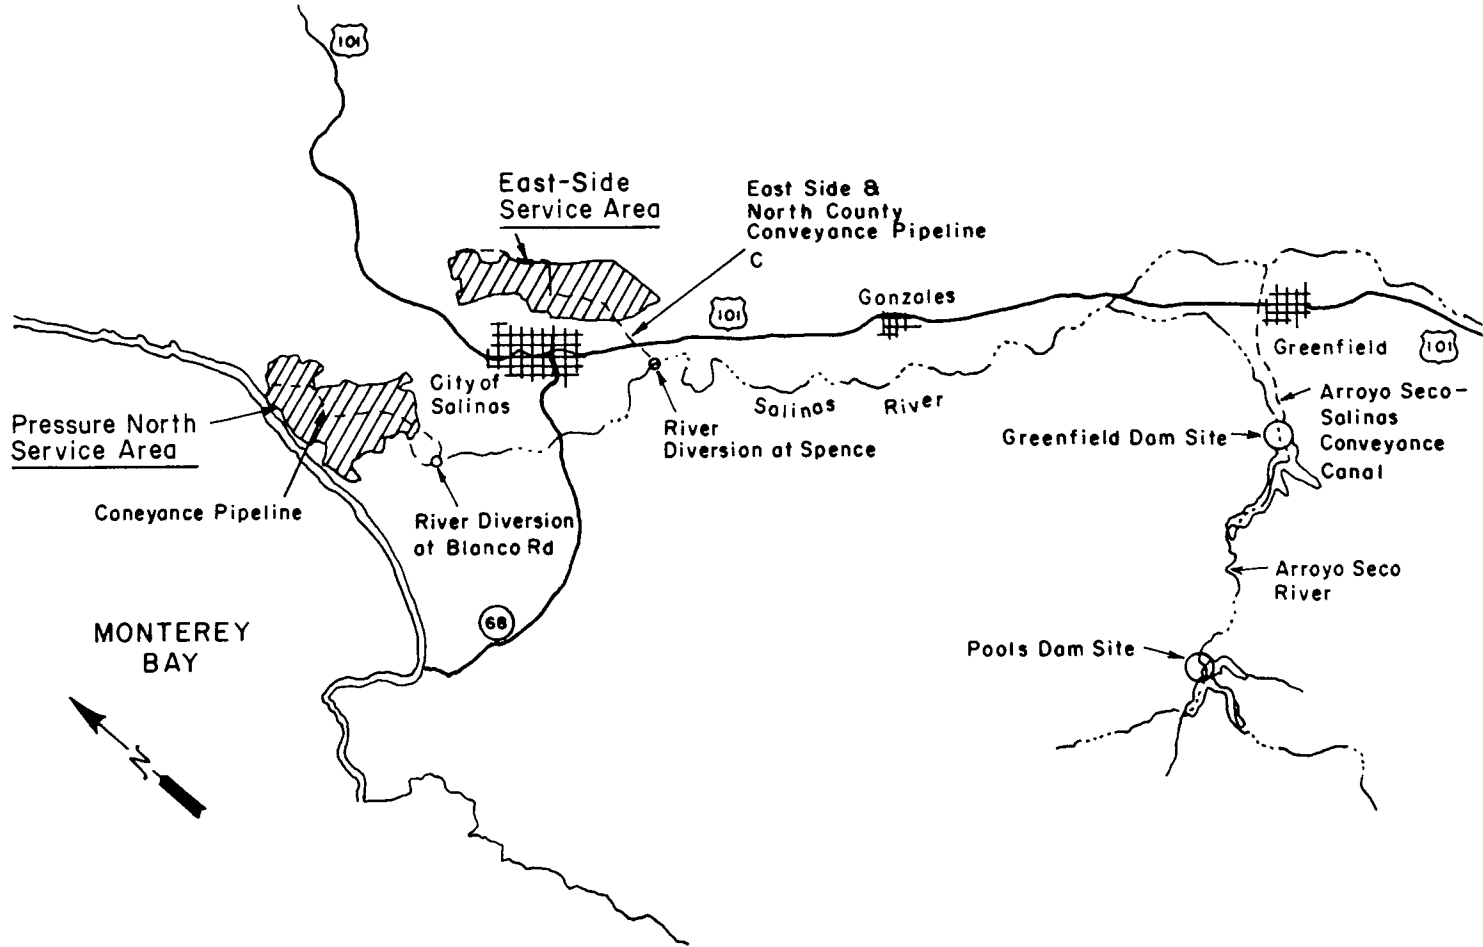 101
East-Side
Service Area
East Side &
North County
Conveyance Pipeline
C
101
Gonzales
Greenfield
101
City of
Salinas
Salinas River
Pressure North
Service Area
River
Diversion at Spence
Greenfield Dam Site
Arroyo Seco-
Salinas
Conveyance
Canal
Coneyance Pipeline
River Diversion
at Blanco Rd
Arroyo Seco
River
MONTEREY
BAY
68
Pools Dam Site
N